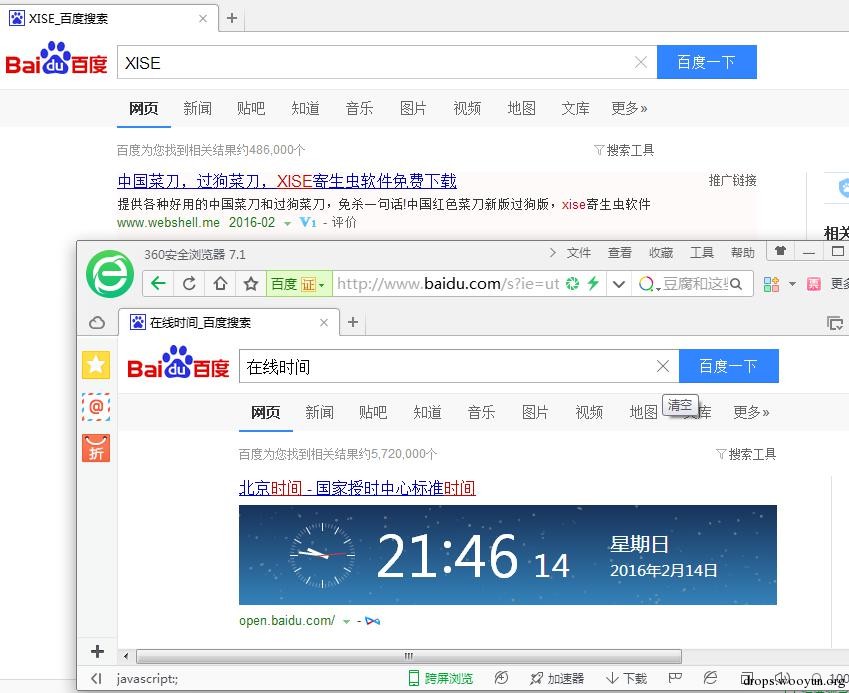 XISE_百度搜索
Bai du 百度
XISE
百度一下
网页 新闻 贴吧 知道 音乐 图片 视频 地图 文库 更多»
百度为您找到相关结果约486,000个
搜索工具
中国菜刀，过狗菜刀，XISE寄生虫软件免费下载
推广链接
提供各种好用的中国菜刀和过狗菜刀，免杀一句话!中国红色菜刀新版过狗版，xise寄生虫软件
www.webshell.me 2016-02 V1 - 评价
相关
360安全浏览器 7.1
文件 查看 收藏 工具 帮助
百度 证
http://www.baidu.com/s?ie=ut
豆腐和这些
更多
在线时间_百度搜索
Bai du 百度
在线时间
百度一下
清空
网页 新闻 贴吧 知道 音乐 图片 视频 地图 文库 更多»
百度为您找到相关结果约5,720,000个
搜索工具
折
北京时间 - 国家授时中心标准时间
21:46 14
星期日
2016年2月14日
open.baidu.com/
javascript:;
跨屏浏览 加速器 下载
drops.wooyun.org